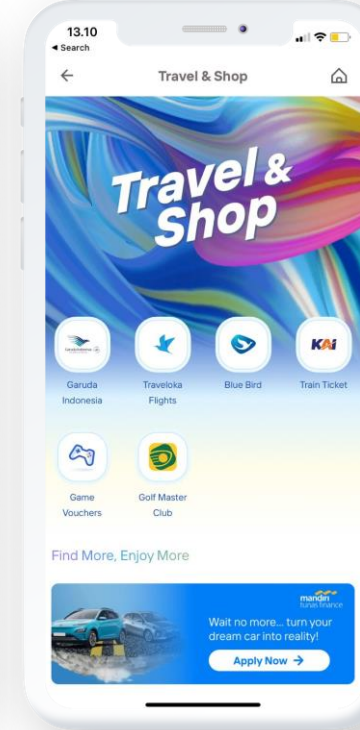 13.10
◀ Search
Travel & Shop
Travel &
Shop
KAI
Garuda
Indonesia
Traveloka
Flights
Blue Bird
Train Ticket
Game
Vouchers
Golf Master
Club
Find More, Enjoy More
mandiri
tunas finance
Wait no more... turn your
dream car into reality!
Apply Now →